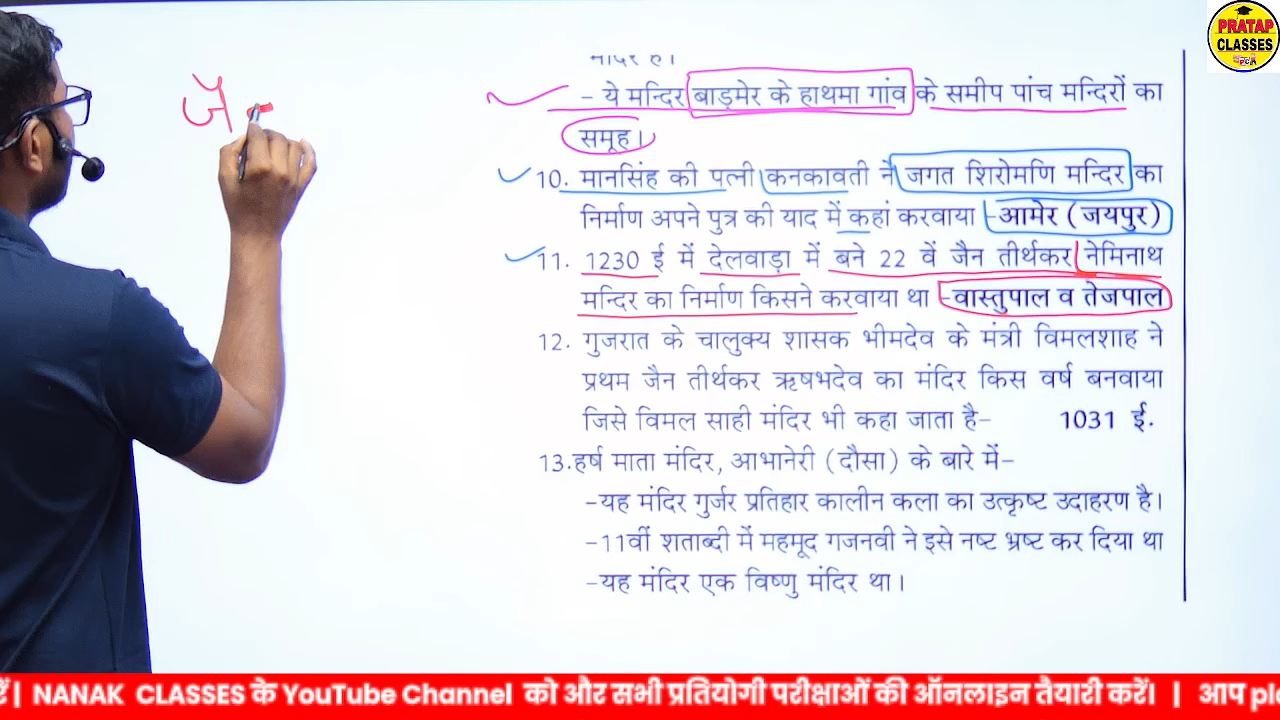 PRATAP
CLASSES
जै
- ये मन्दिर बाड़मेर के हाथमा गांव के समीप पांच मन्दिरों का
समूह।
10. मानसिंह की पत्नी कनकावती ने जगत शिरोमणि मन्दिर का
निर्माण अपने पुत्र की याद में कहां करवाया -आमेर (जयपुर)
11. 1230 ई में देलवाड़ा में बने 22 वें जैन तीर्थकर नेमिनाथ
मन्दिर का निर्माण किसने करवाया था -वास्तुपाल व तेजपाल
12. गुजरात के चालुक्य शासक भीमदेव के मंत्री विमलशाह ने
प्रथम जैन तीर्थकर ऋषभदेव का मंदिर किस वर्ष बनवाया
जिसे विमल साही मंदिर भी कहा जाता है- 1031 ई.
13.हर्ष माता मंदिर, आभानेरी (दौसा) के बारे में-
-यह मंदिर गुर्जर प्रतिहार कालीन कला का उत्कृष्ट उदाहरण है।
-11वीं शताब्दी में महमूद गजनवी ने इसे नष्ट भ्रष्ट कर दिया था
-यह मंदिर एक विष्णु मंदिर था।
| NANAK CLASSES के YouTube Channel को और सभी प्रतियोगी परीक्षाओं की ऑनलाइन तैयारी करें। | आप